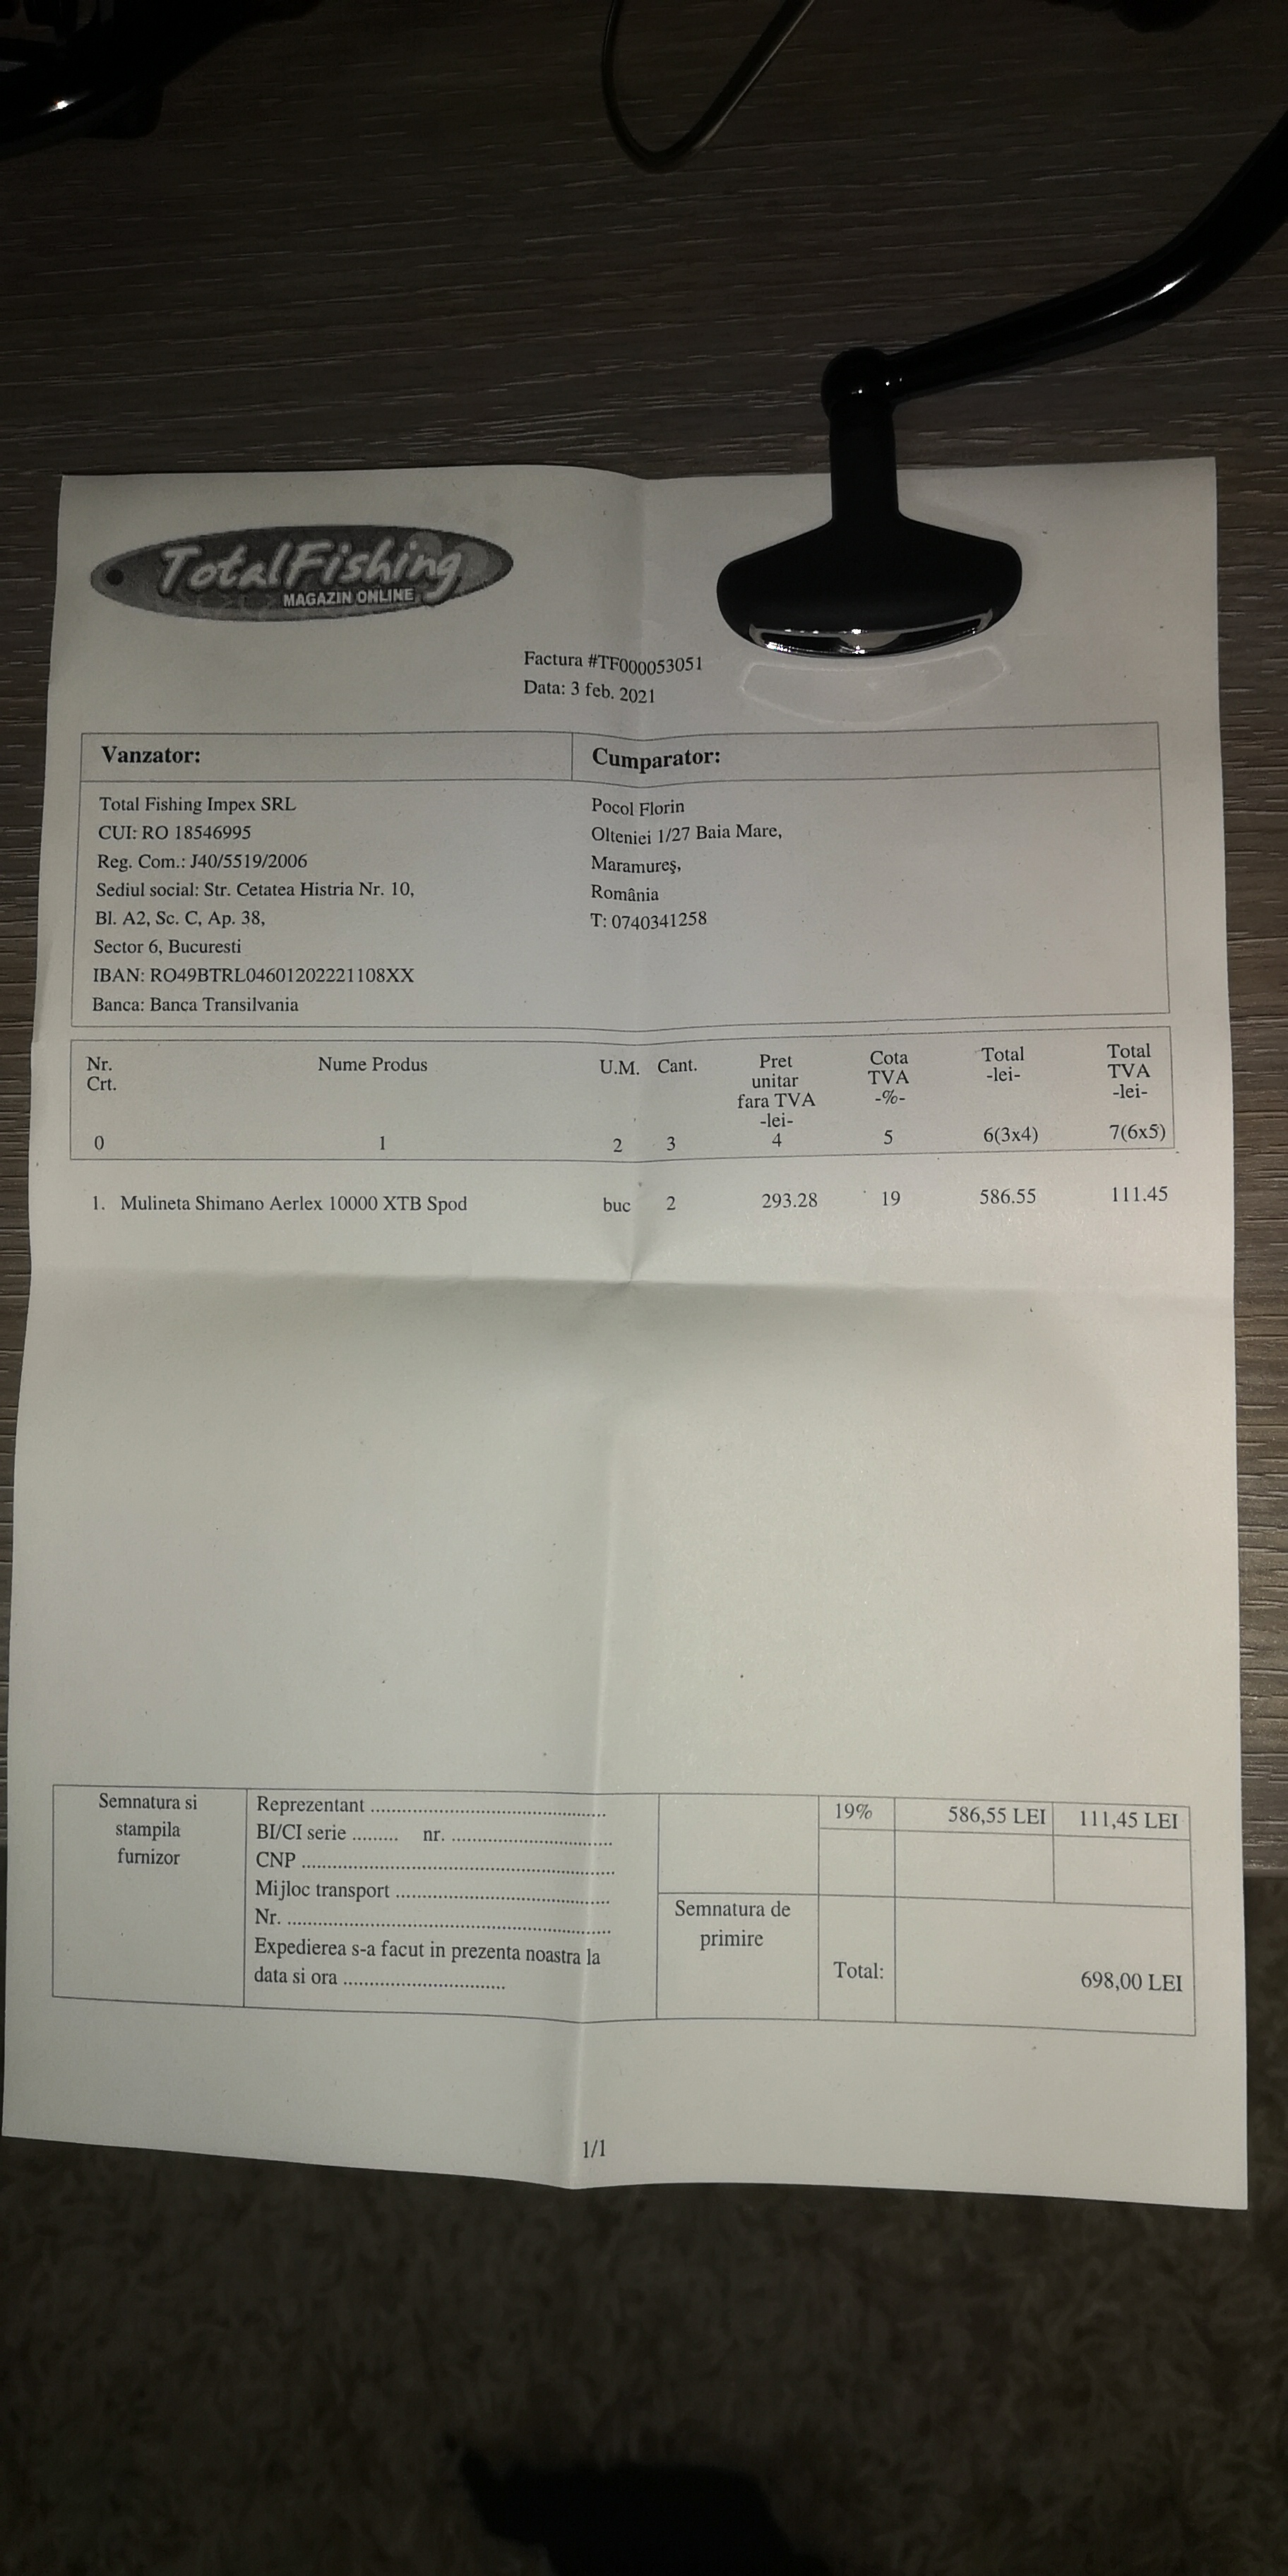 TotalFishing
MAGAZIN ONLINE
Factura #TF000053051
Data: 3 feb. 2021
Vanzator:
Total Fishing Impex SRL
CUI: RO 18546995
Reg. Com.: J40/5519/2006
Sediul social: Str. Cetatea Histria Nr. 10,
Bl. A2, Sc. C, Ap. 38,
Sector 6, Bucuresti
IBAN: RO49BTRL04601202221108XX
Banca: Banca Transilvania
Cumparator:
Pocol Florin
Olteniei 1/27 Baia Mare,
Maramureş,
România
T: 0740341258
Nr. Crt. Nume Produs U.M. Cant. Pret unitar fara TVA -lei- Cota TVA -%- Total -lei- Total TVA -lei-
0 1 2 3 4 5 6(3x4) 7(6x5)
1. Mulineta Shimano Aerlex 10000 XTB Spod buc 2 293.28 19 586.55 111.45
Semnatura si
stampila
furnizor
Reprezentant ..........................................
BI/CI serie ......... nr. .............................
CNP ........................................................
Mijloc transport ......................................
Nr. ..........................................................
Expedierea s-a facut in prezenta noastra la
data si ora .............................
Semnatura de
primire
19% 586,55 LEI 111,45 LEI
Total: 698,00 LEI
1/1